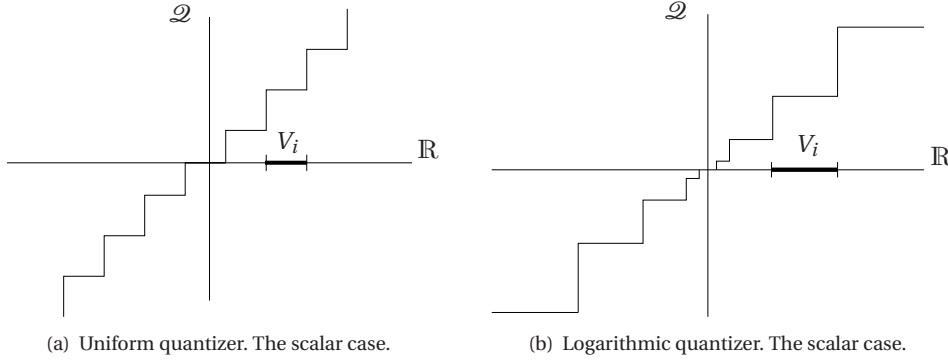 𝒬
V_i
ℝ
(a) Uniform quantizer. The scalar case.
𝒬
V_i
ℝ
(b) Logarithmic quantizer. The scalar case.